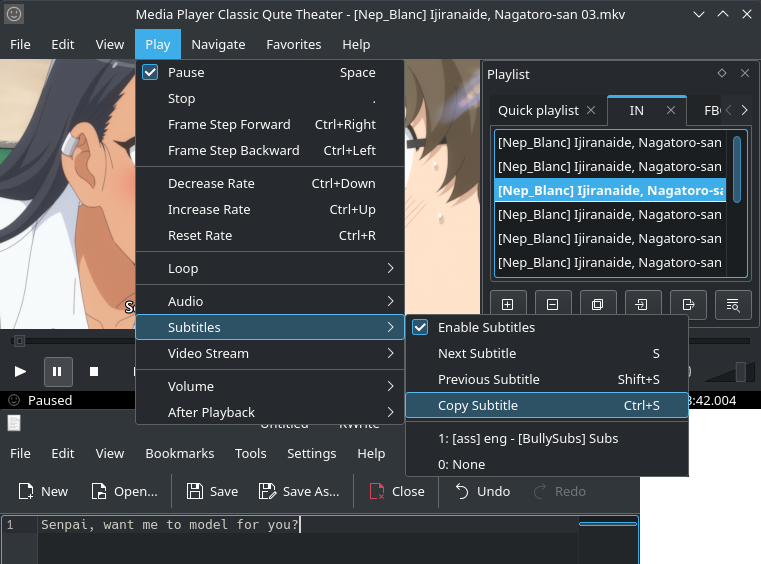 Media Player Classic Qute Theater - [Nep_Blanc] Ijiranaide, Nagatoro-san 03.mkv
File Edit View Play Navigate Favorites Help
Pause Space
Stop .
Frame Step Forward Ctrl+Right
Frame Step Backward Ctrl+Left
Decrease Rate Ctrl+Down
Increase Rate Ctrl+Up
Reset Rate Ctrl+R
Loop
Audio
Subtitles
Video Stream
Volume
After Playback
Enable Subtitles
Next Subtitle S
Previous Subtitle Shift+S
Copy Subtitle Ctrl+S
1: [ass] eng - [BullySubs] Subs
0: None
Playlist
Quick playlist IN FB
[Nep_Blanc] Ijiranaide, Nagatoro-san
[Nep_Blanc] Ijiranaide, Nagatoro-san
[Nep_Blanc] Ijiranaide, Nagatoro-sa
[Nep_Blanc] Ijiranaide, Nagatoro-san
[Nep_Blanc] Ijiranaide, Nagatoro-san
[Nep_Blanc] Ijiranaide, Nagatoro-san
Paused
:42.004
File Edit View Bookmarks Tools Settings Help
New Open... Save Save As... Close Undo Redo
1 Senpai, want me to model for you?